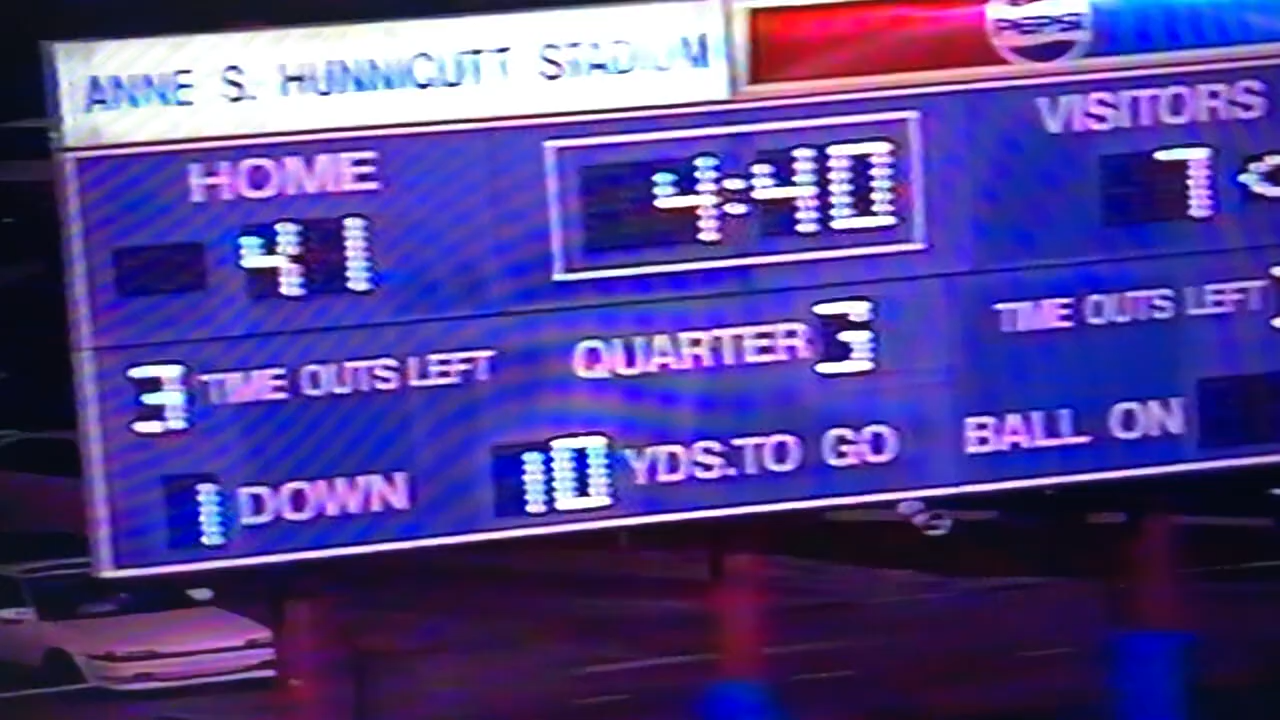 ANNE S. HUNNICUTT STADIUM
PEPSI
HOME
41
4:40
VISITORS
7
3 TIME OUTS LEFT
QUARTER 3
TIME OUTS LEFT
1 DOWN
10 YDS.TO GO
BALL ON